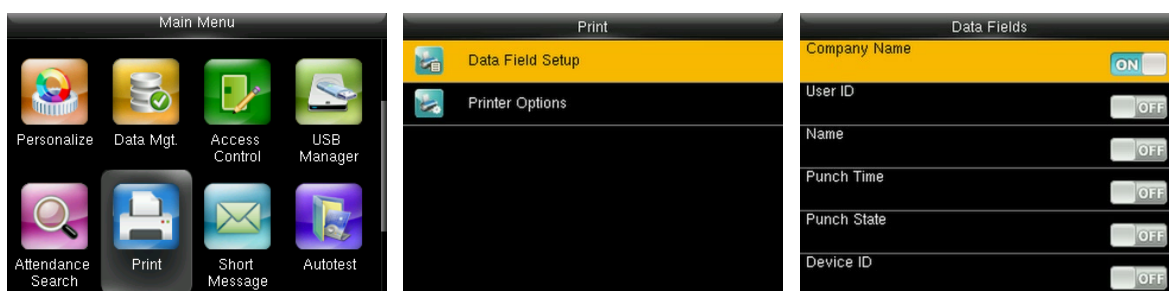 Main Menu
Personalize
Data Mgt.
Access
Control
USB
Manager
Attendance
Search
Print
Short
Message
Autotest
Print
Data Field Setup
Printer Options
Data Fields
Company Name
ON
User ID
OFF
Name
OFF
Punch Time
OFF
Punch State
OFF
Device ID
OFF